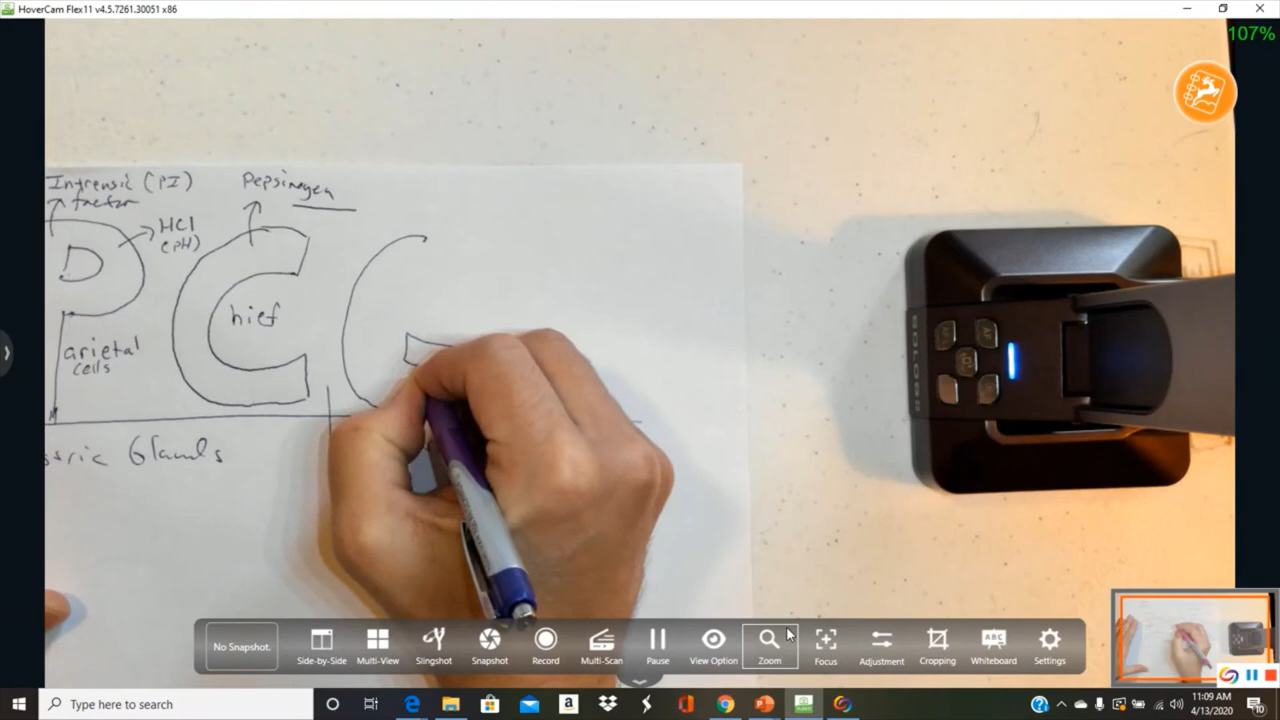 HoverCam Flex11 v4.5.7261.30051 x86
107%
Intrensic (PI)
factor
Pepsinogen
HCl
(PH)
P
C
hief
arietal
cells
Glands
No Snapshot.
Side-by-Side
Multi-View
Slingshot
Snapshot
Record
Multi-Scan
Pause
View Option
Zoom
Focus
Adjustment
Cropping
ABC
Whiteboard
Settings
Type here to search
11:09 AM
4/13/2020